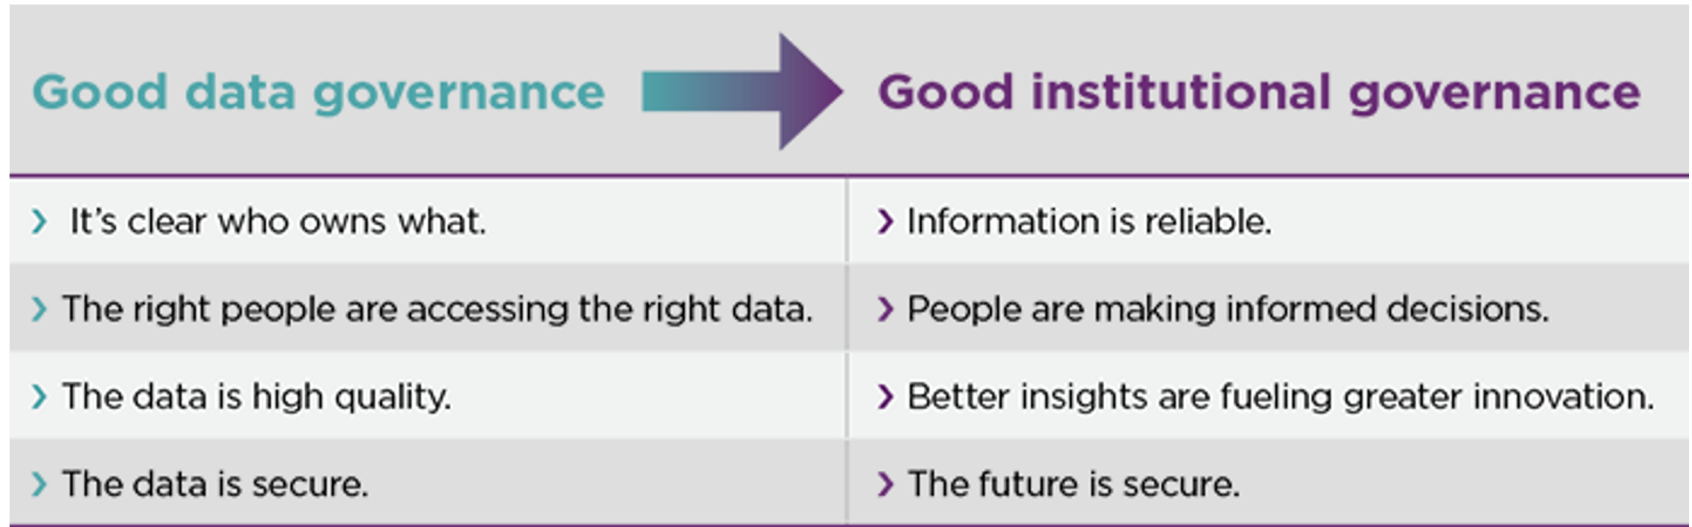 Good data governance Good institutional governance
It’s clear who owns what. Information is reliable.
The right people are accessing the right data. People are making informed decisions.
The data is high quality. Better insights are fueling greater innovation.
The data is secure. The future is secure.